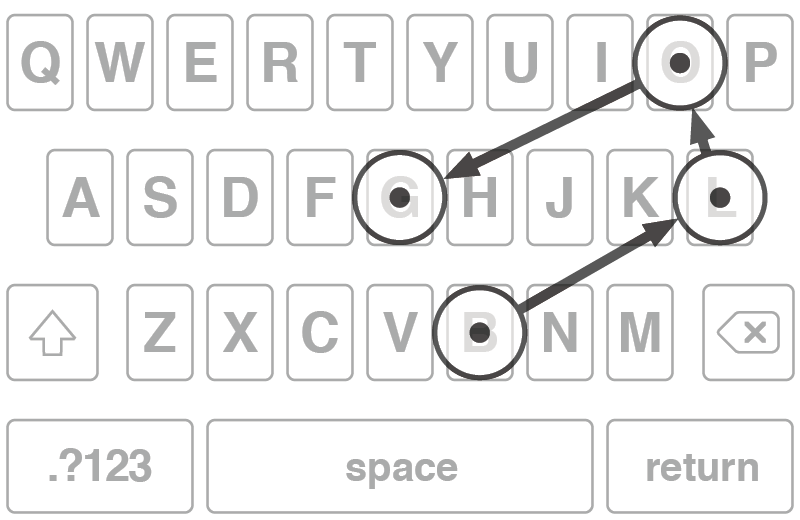 Q W E R T Y U I O P
A S D F G H J K L
Z X C V B N M
.?123 space return